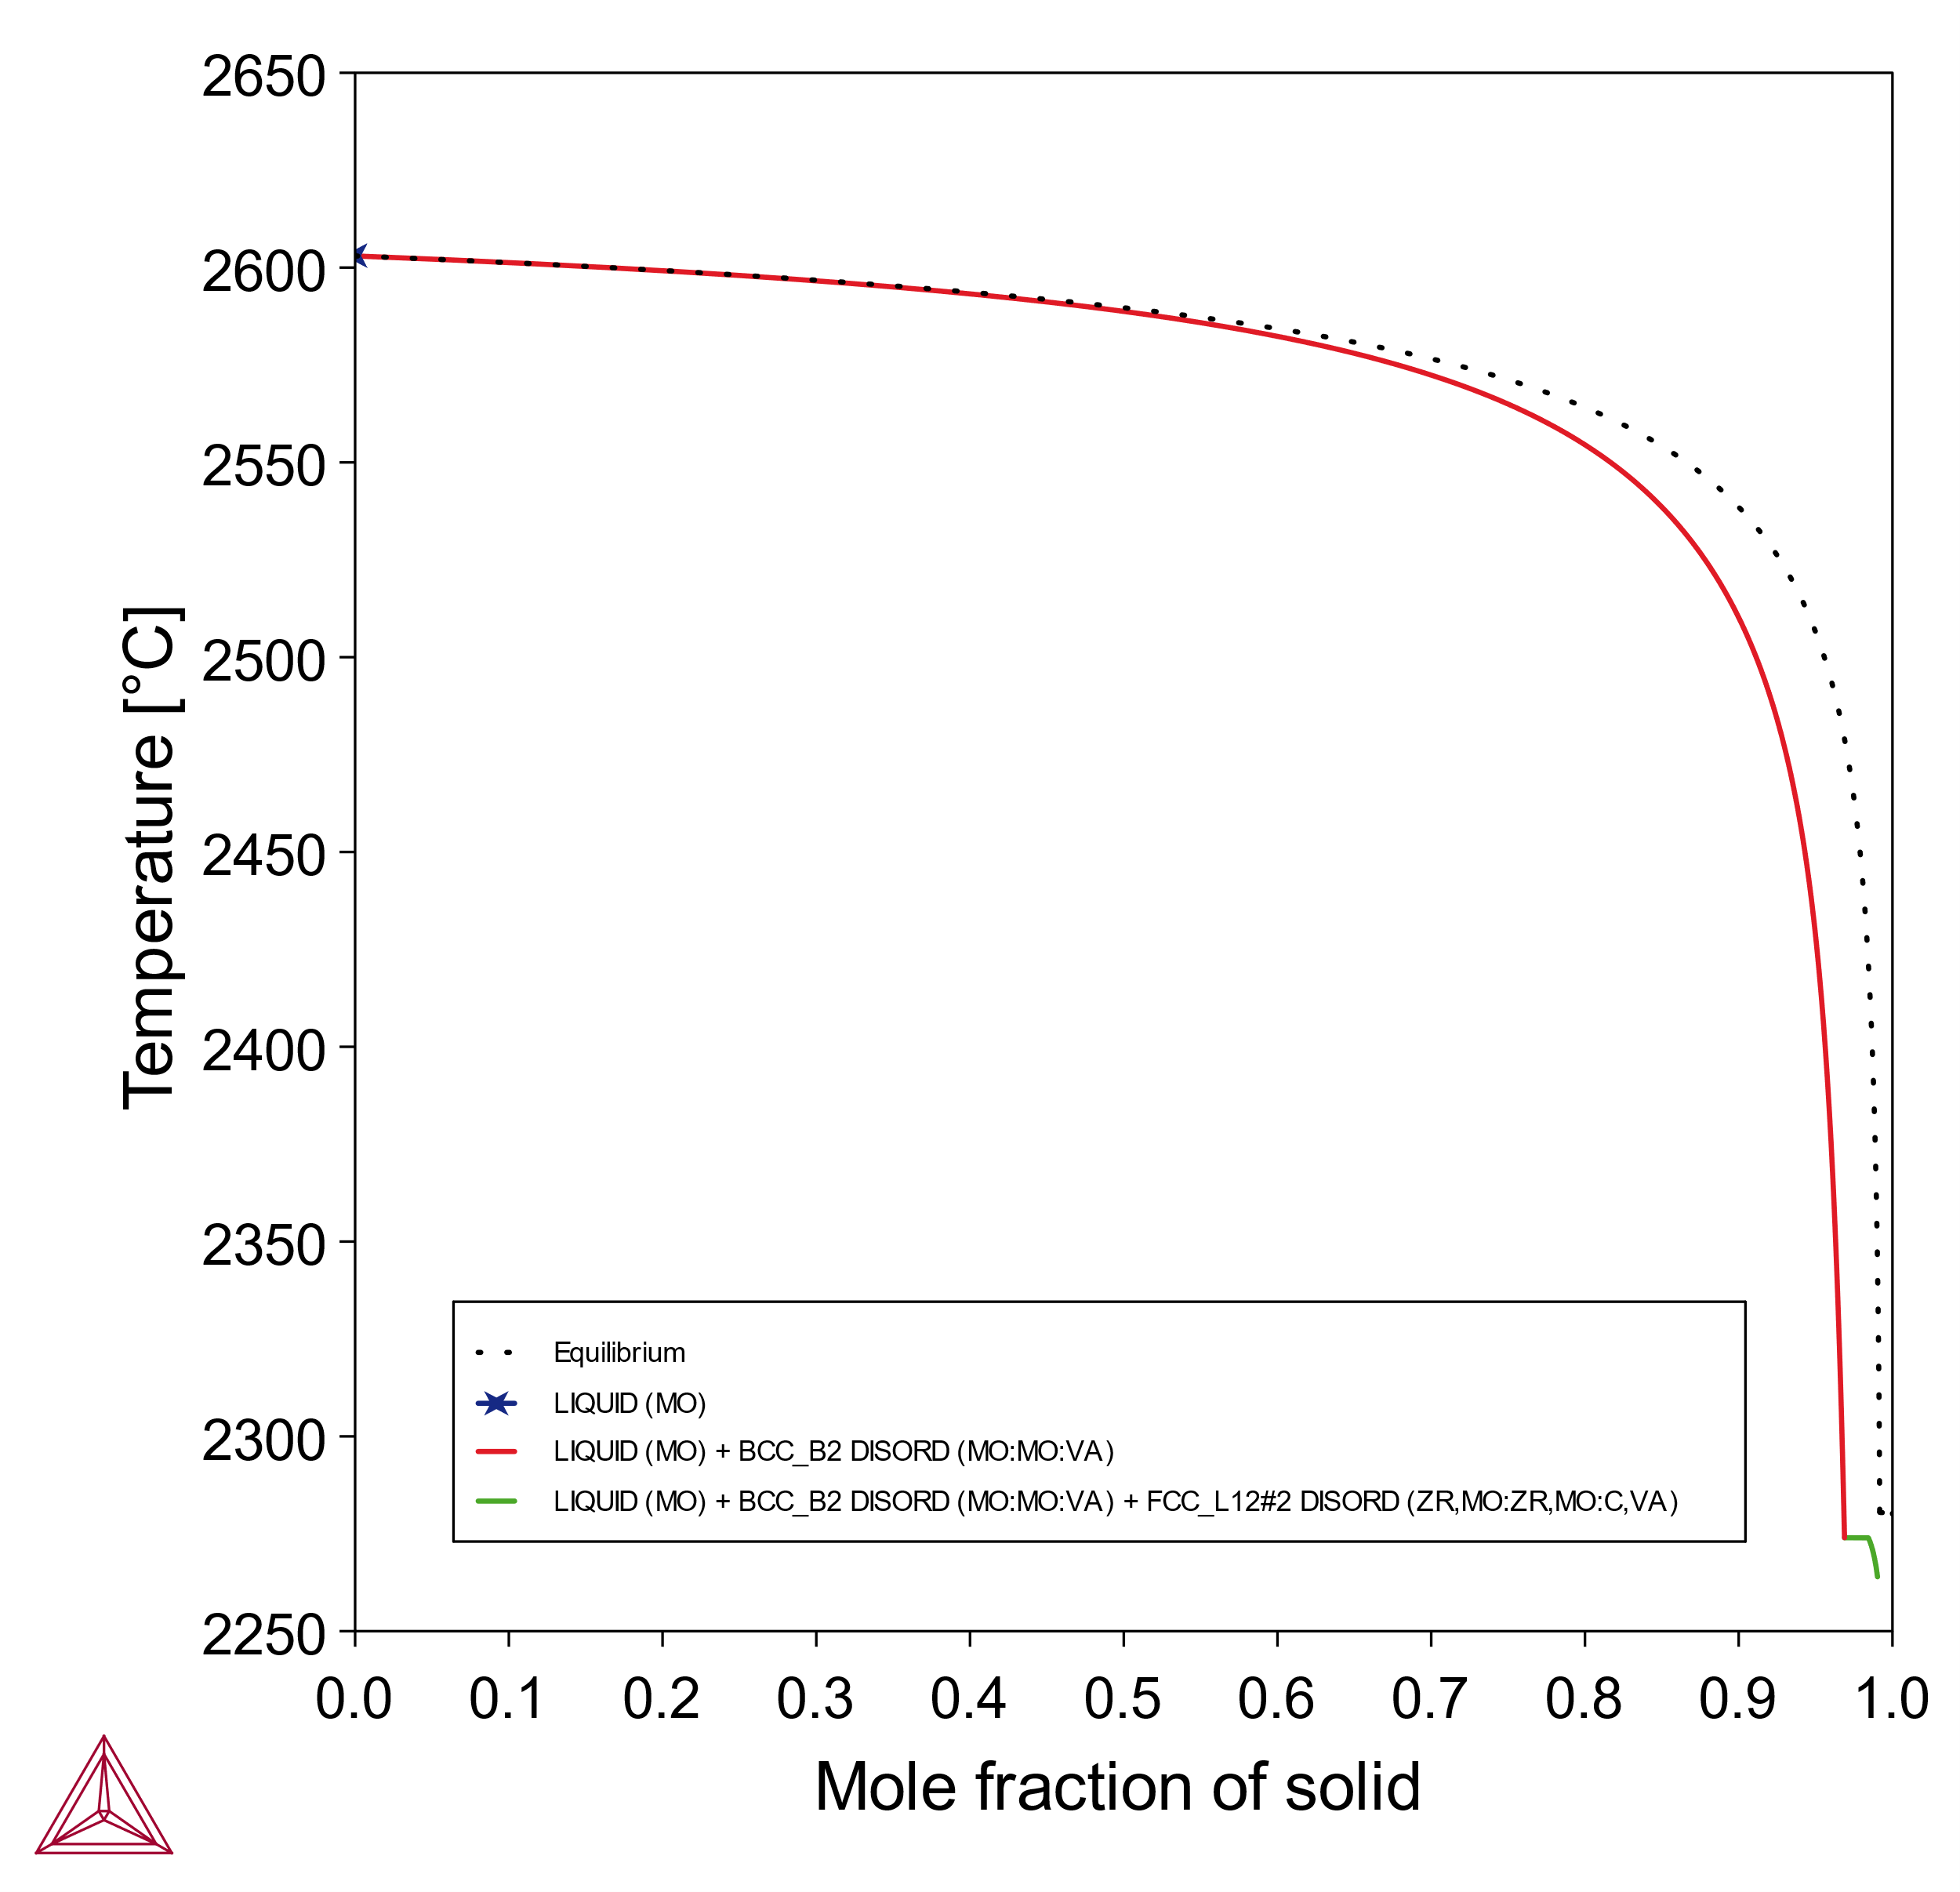 2650
2600
2550
2500
2450
2400
2350
2300
2250
Temperature [°C]
Equilibrium
LIQUID (MO)
LIQUID (MO) + BCC_B2 DISORD (MO:MO:VA)
LIQUID (MO) + BCC_B2 DISORD (MO:MO:VA) + FCC_L12#2 DISORD (ZR,MO:ZR,MO:C,VA)
0.0 0.1 0.2 0.3 0.4 0.5 0.6 0.7 0.8 0.9 1.0
Mole fraction of solid